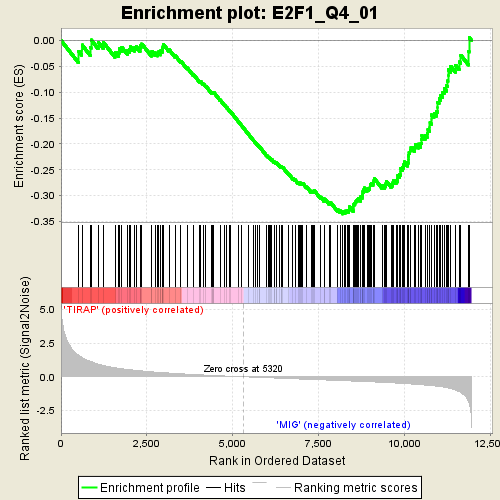 Enrichment plot: E2F1_Q4_01
Enrichment score (ES)
0.00
-0.05
-0.10
-0.15
-0.20
-0.25
-0.30
-0.35
Ranked list metric (Signal2Noise)
'TIRAP' (positively correlated)
5.0
2.5
0.0
-2.5
Zero cross at 5320
'MIG' (negatively correlated)
0 2,500 5,000 7,500 10,000 12,500
Rank in Ordered Dataset
Enrichment profile Hits Ranking metric scores